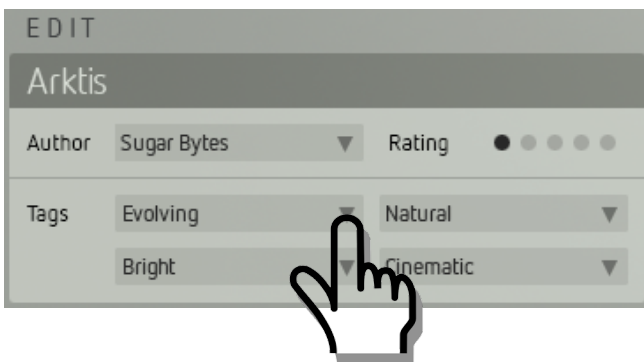 EDIT
Arktis
Author Sugar Bytes Rating
Tags Evolving Natural
Bright Cinematic